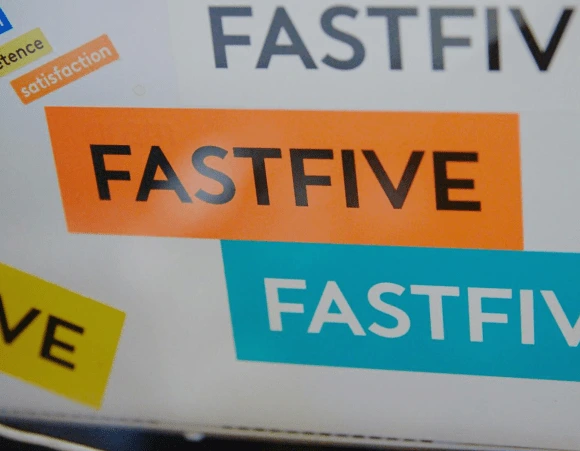 FASTFIV
tence
satisfaction
FASTFIVE
FASTFIV
VE